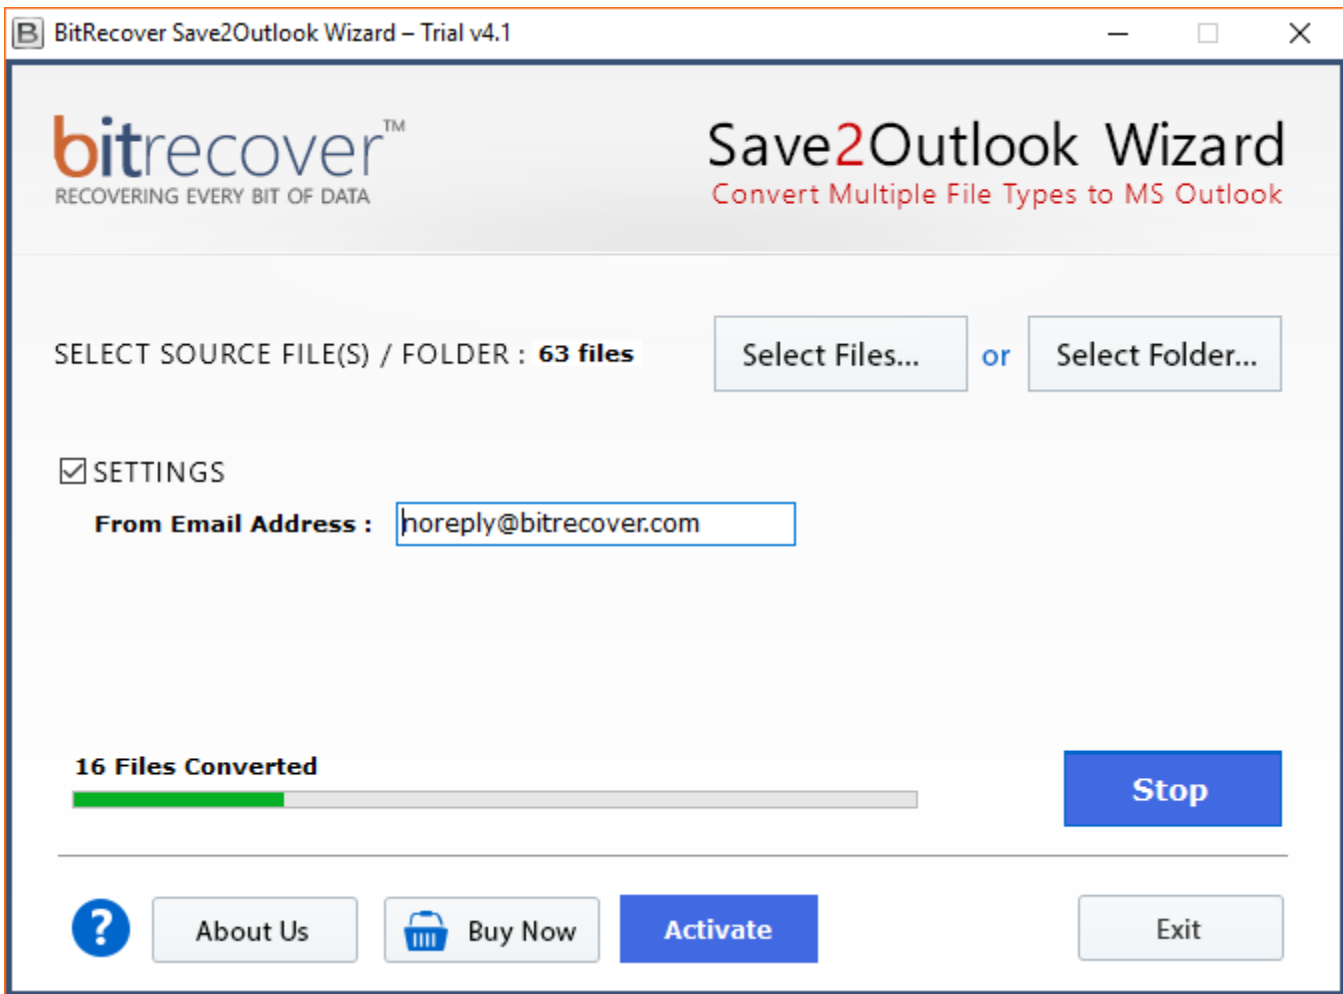 BitRecover Save2Outlook Wizard – Trial v4.1
bitrecover™
RECOVERING EVERY BIT OF DATA
Save2Outlook Wizard
Convert Multiple File Types to MS Outlook
SELECT SOURCE FILE(S) / FOLDER : 63 files
Select Files... or Select Folder...
SETTINGS
From Email Address : noreply@bitrecover.com
16 Files Converted
Stop
? About Us Buy Now Activate Exit